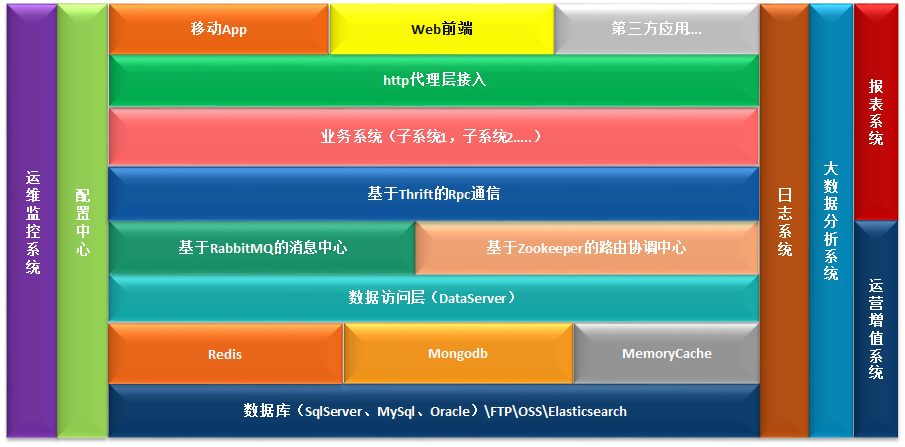 运维监控系统
配置中心
移动App
Web前端
第三方应用...
http代理层接入
业务系统（子系统1，子系统2.....）
基于Thrift的Rpc通信
基于RabbitMQ的消息中心
基于Zookeeper的路由协调中心
数据访问层（DataServer）
Redis
Mongodb
MemoryCache
数据库（SqlServer、MySql、Oracle）\FTP\OSS\Elasticsearch
日志系统
大数据分析系统
报表系统
运营增值系统